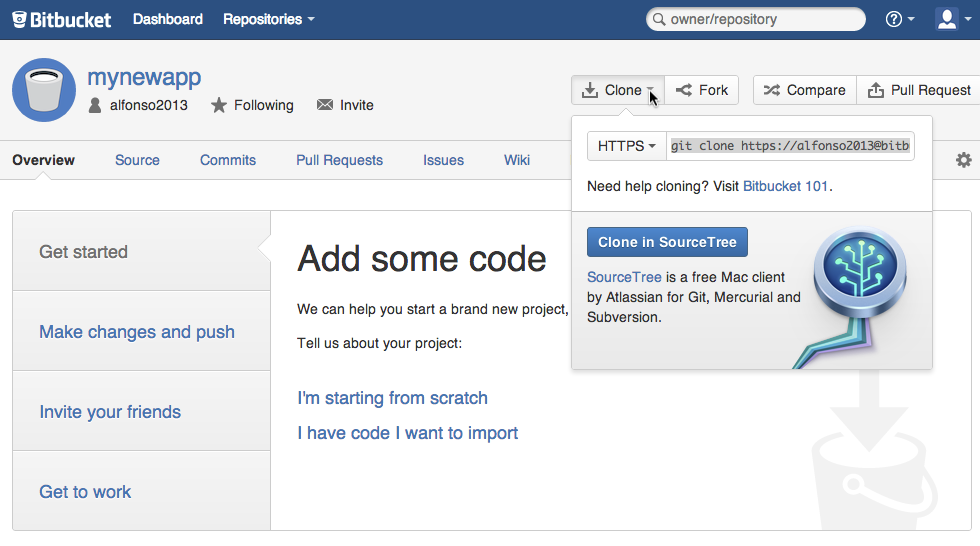 Bitbucket Dashboard Repositories owner/repository
mynewapp
alfonso2013 Following Invite
Clone Fork Compare Pull Request
Overview Source Commits Pull Requests Issues Wiki
HTTPS git clone https://alfonso2013@bitb
Need help cloning? Visit Bitbucket 101.
Clone in SourceTree
SourceTree is a free Mac client
by Atlassian for Git, Mercurial and
Subversion.
Get started
Make changes and push
Invite your friends
Get to work
Add some code
We can help you start a brand new project,
Tell us about your project:
I'm starting from scratch
I have code I want to import